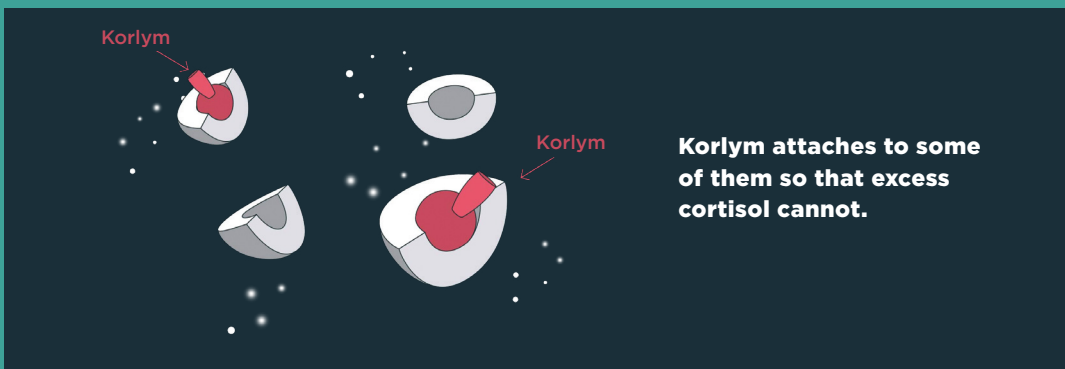 Korlym
Korlym
Korlym attaches to some
of them so that excess
cortisol cannot.